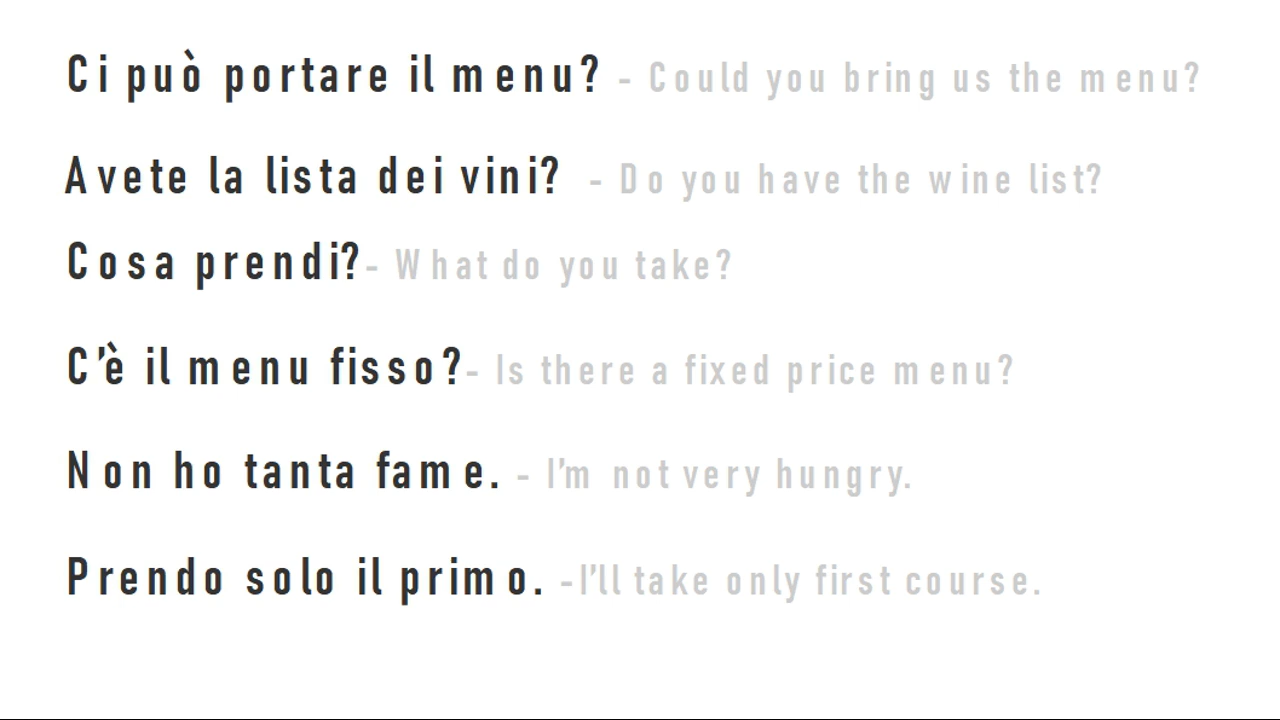 Ci può portare il menu? - Could you bring us the menu?
Avete la lista dei vini? - Do you have the wine list?
Cosa prendi?- What do you take?
C'è il menu fisso?- Is there a fixed price menu?
Non ho tanta fame. - I'm not very hungry.
Prendo solo il primo. -I'll take only first course.